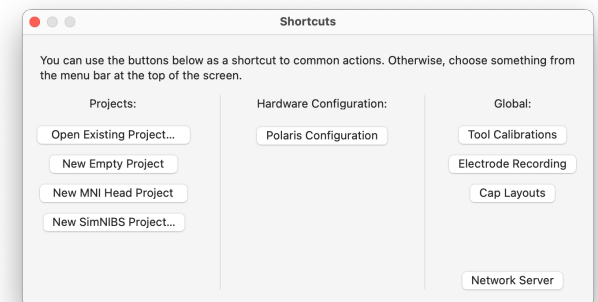 Shortcuts
You can use the buttons below as a shortcut to common actions. Otherwise, choose something from
the menu bar at the top of the screen.
Projects:
Open Existing Project...
New Empty Project
New MNI Head Project
New SimNIBS Project...
Hardware Configuration:
Polaris Configuration
Global:
Tool Calibrations
Electrode Recording
Cap Layouts
Network Server